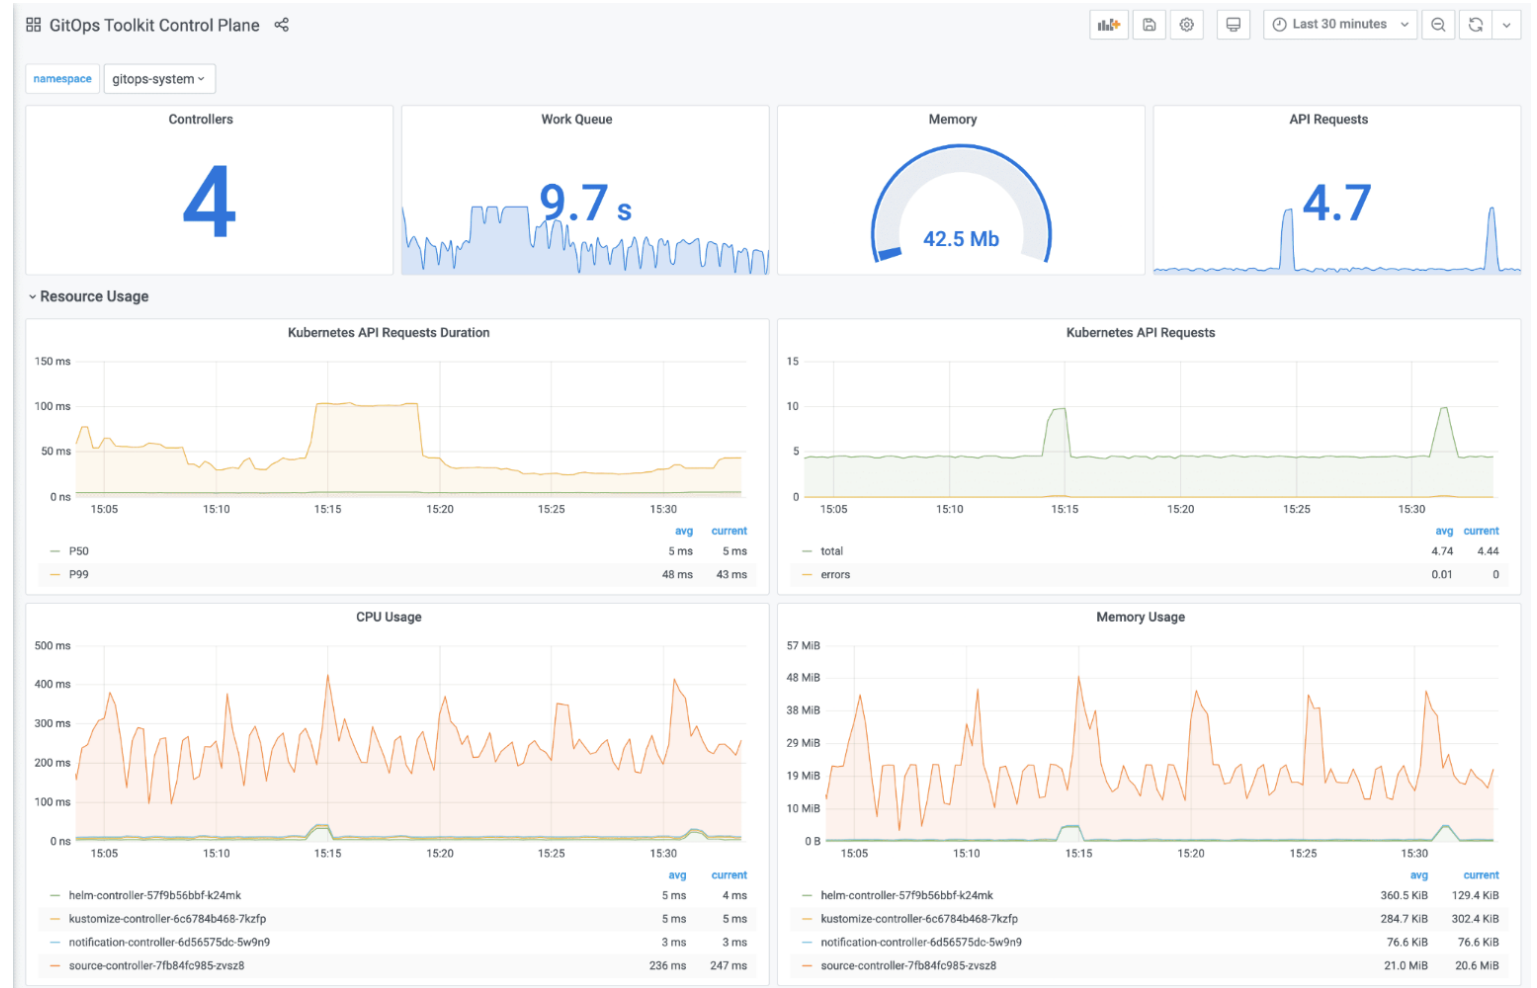 GitOps Toolkit Control Plane
Last 30 minutes
namespace
gitops-system
Controllers
4
Work Queue
9.7 s
Memory
42.5 Mb
API Requests
4.7
Resource Usage
Kubernetes API Requests Duration
150 ms
100 ms
50 ms
0 ns
15:05 15:10 15:15 15:20 15:25 15:30
avg current
P50 5 ms 5 ms
P99 48 ms 43 ms
Kubernetes API Requests
15
10
5
0
15:05 15:10 15:15 15:20 15:25 15:30
avg current
total 4.74 4.44
errors 0.01 0
CPU Usage
500 ms
400 ms
300 ms
200 ms
100 ms
0 ns
15:05 15:10 15:15 15:20 15:25 15:30
avg current
helm-controller-57f9b56bbf-k24mk 5 ms 4 ms
kustomize-controller-6c6784b468-7kzfp 5 ms 5 ms
notification-controller-6d56575dc-5w9n9 3 ms 3 ms
source-controller-7fb84fc985-zvsz8 236 ms 247 ms
Memory Usage
57 MiB
48 MiB
38 MiB
29 MiB
19 MiB
10 MiB
0 B
15:05 15:10 15:15 15:20 15:25 15:30
avg current
helm-controller-57f9b56bbf-k24mk 360.5 KiB 129.4 KiB
kustomize-controller-6c6784b468-7kzfp 284.7 KiB 302.4 KiB
notification-controller-6d56575dc-5w9n9 76.6 KiB 76.6 KiB
source-controller-7fb84fc985-zvsz8 21.0 MiB 20.6 MiB